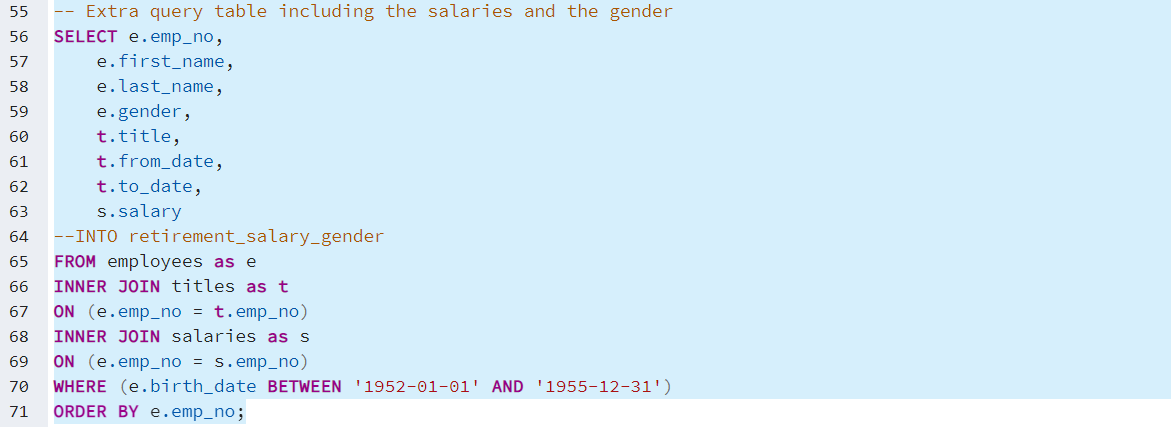 55 -- Extra query table including the salaries and the gender
56 SELECT e.emp_no,
57     e.first_name,
58     e.last_name,
59     e.gender,
60     t.title,
61     t.from_date,
62     t.to_date,
63     s.salary
64 --INTO retirement_salary_gender
65 FROM employees as e
66 INNER JOIN titles as t
67 ON (e.emp_no = t.emp_no)
68 INNER JOIN salaries as s
69 ON (e.emp_no = s.emp_no)
70 WHERE (e.birth_date BETWEEN '1952-01-01' AND '1955-12-31')
71 ORDER BY e.emp_no;